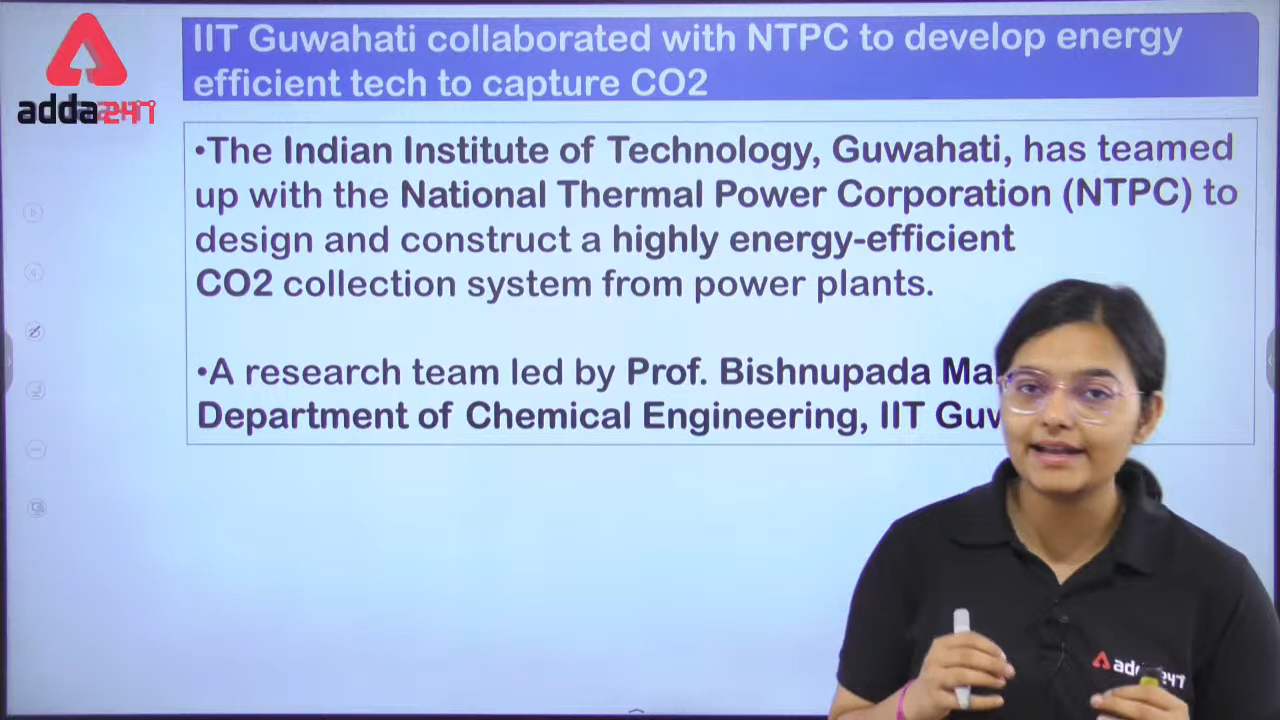 IIT Guwahati collaborated with NTPC to develop energy
efficient tech to capture CO2
adda247
•The Indian Institute of Technology, Guwahati, has teamed
up with the National Thermal Power Corporation (NTPC) to
design and construct a highly energy-efficient
CO2 collection system from power plants.
•A research team led by Prof. Bishnupada
Department of Chemical Engineering, IIT